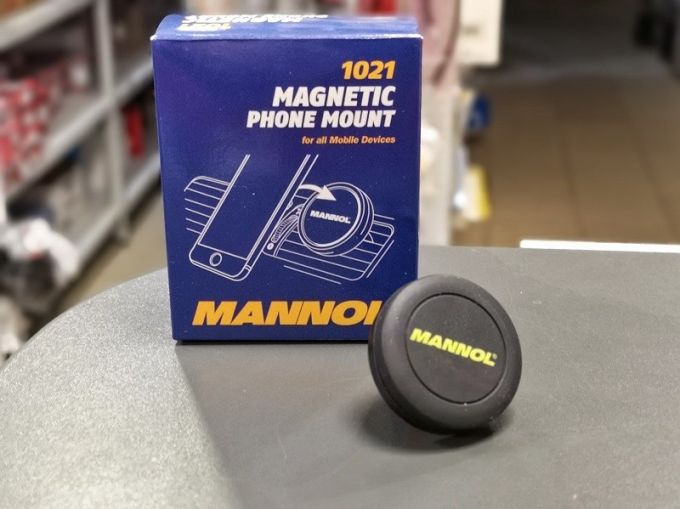 1021
MAGNETIC
PHONE MOUNT
for all Mobile Devices
MANNOL
MANNOL
MANNOL®